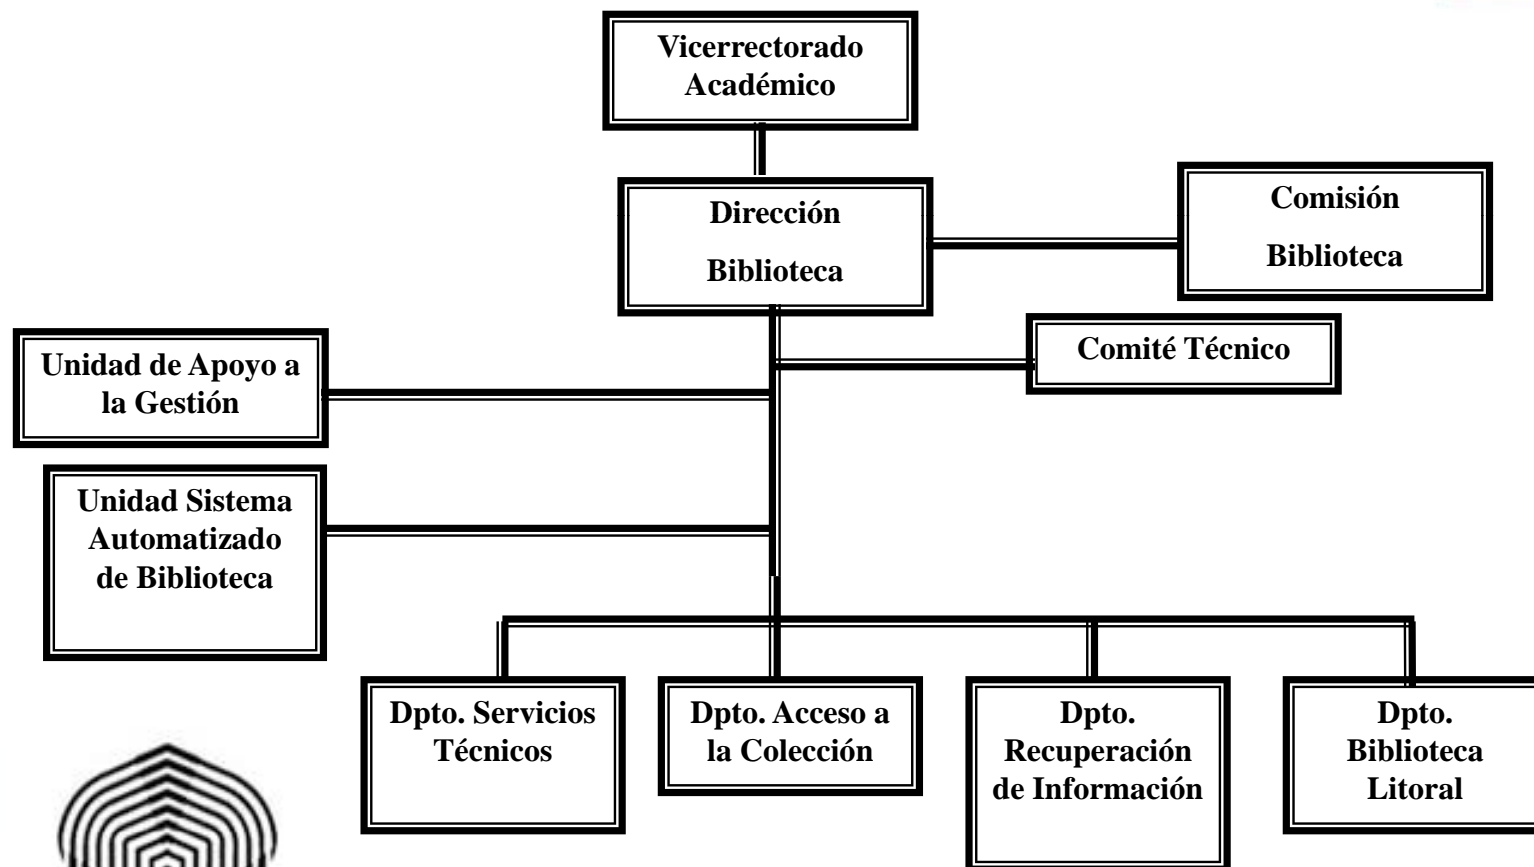 Vicerrectorado
Académico
Dirección
Biblioteca
Comisión
Biblioteca
Comité Técnico
Unidad de Apoyo a
la Gestión
Unidad Sistema
Automatizado
de Biblioteca
Dpto. Servicios
Técnicos
Dpto. Acceso a
la Colección
Dpto.
Recuperación
de Información
Dpto.
Biblioteca
Litoral